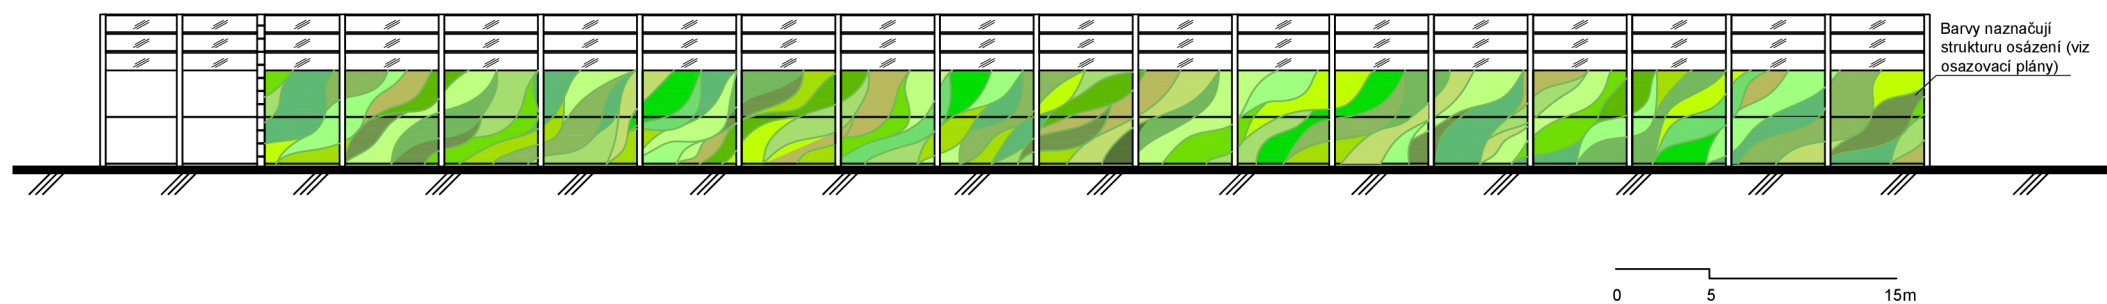 Barvy naznačují
strukturu osázení (viz
osazovací plány)
0 5 15m